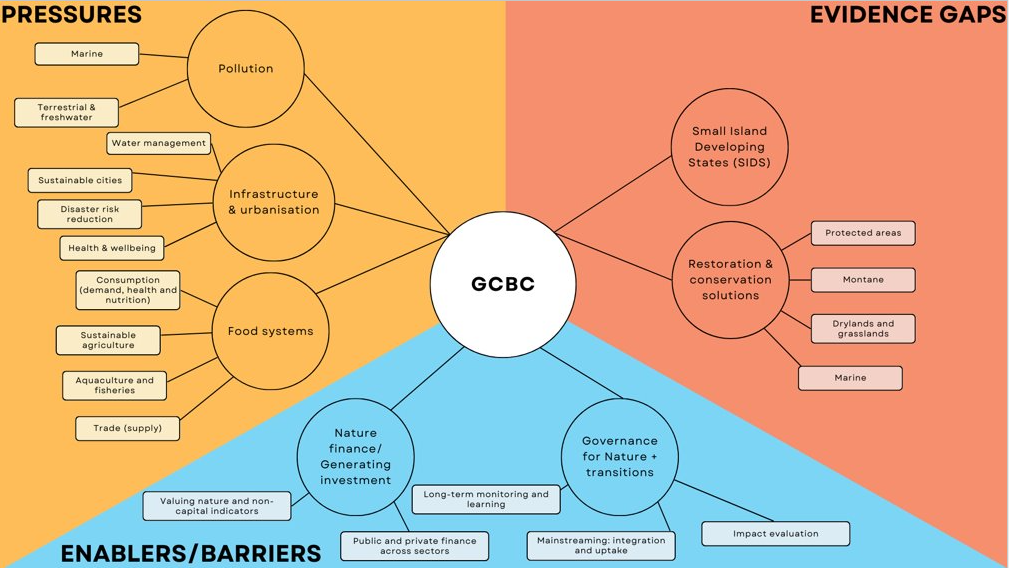 PRESSURES
EVIDENCE GAPS
Marine
Pollution
Terrestrial &
freshwater
Water management
Sustainable cities
Infrastructure
& urbanisation
Disaster risk
reduction
Health & wellbeing
Consumption
(demand, health and
nutrition)
Food systems
Sustainable
agriculture
Aquaculture and
fisheries
Trade (supply)
GCBC
Small Island
Developing
States (SIDS)
Restoration &
conservation
solutions
Protected areas
Montane
Drylands and
grasslands
Marine
Nature
finance/
Generating
investment
Valuing nature and non-
capital indicators
Public and private finance
across sectors
Governance
for Nature +
transitions
Long-term monitoring and
learning
Mainstreaming: integration
and uptake
Impact evaluation
ENABLERS/BARRIERS